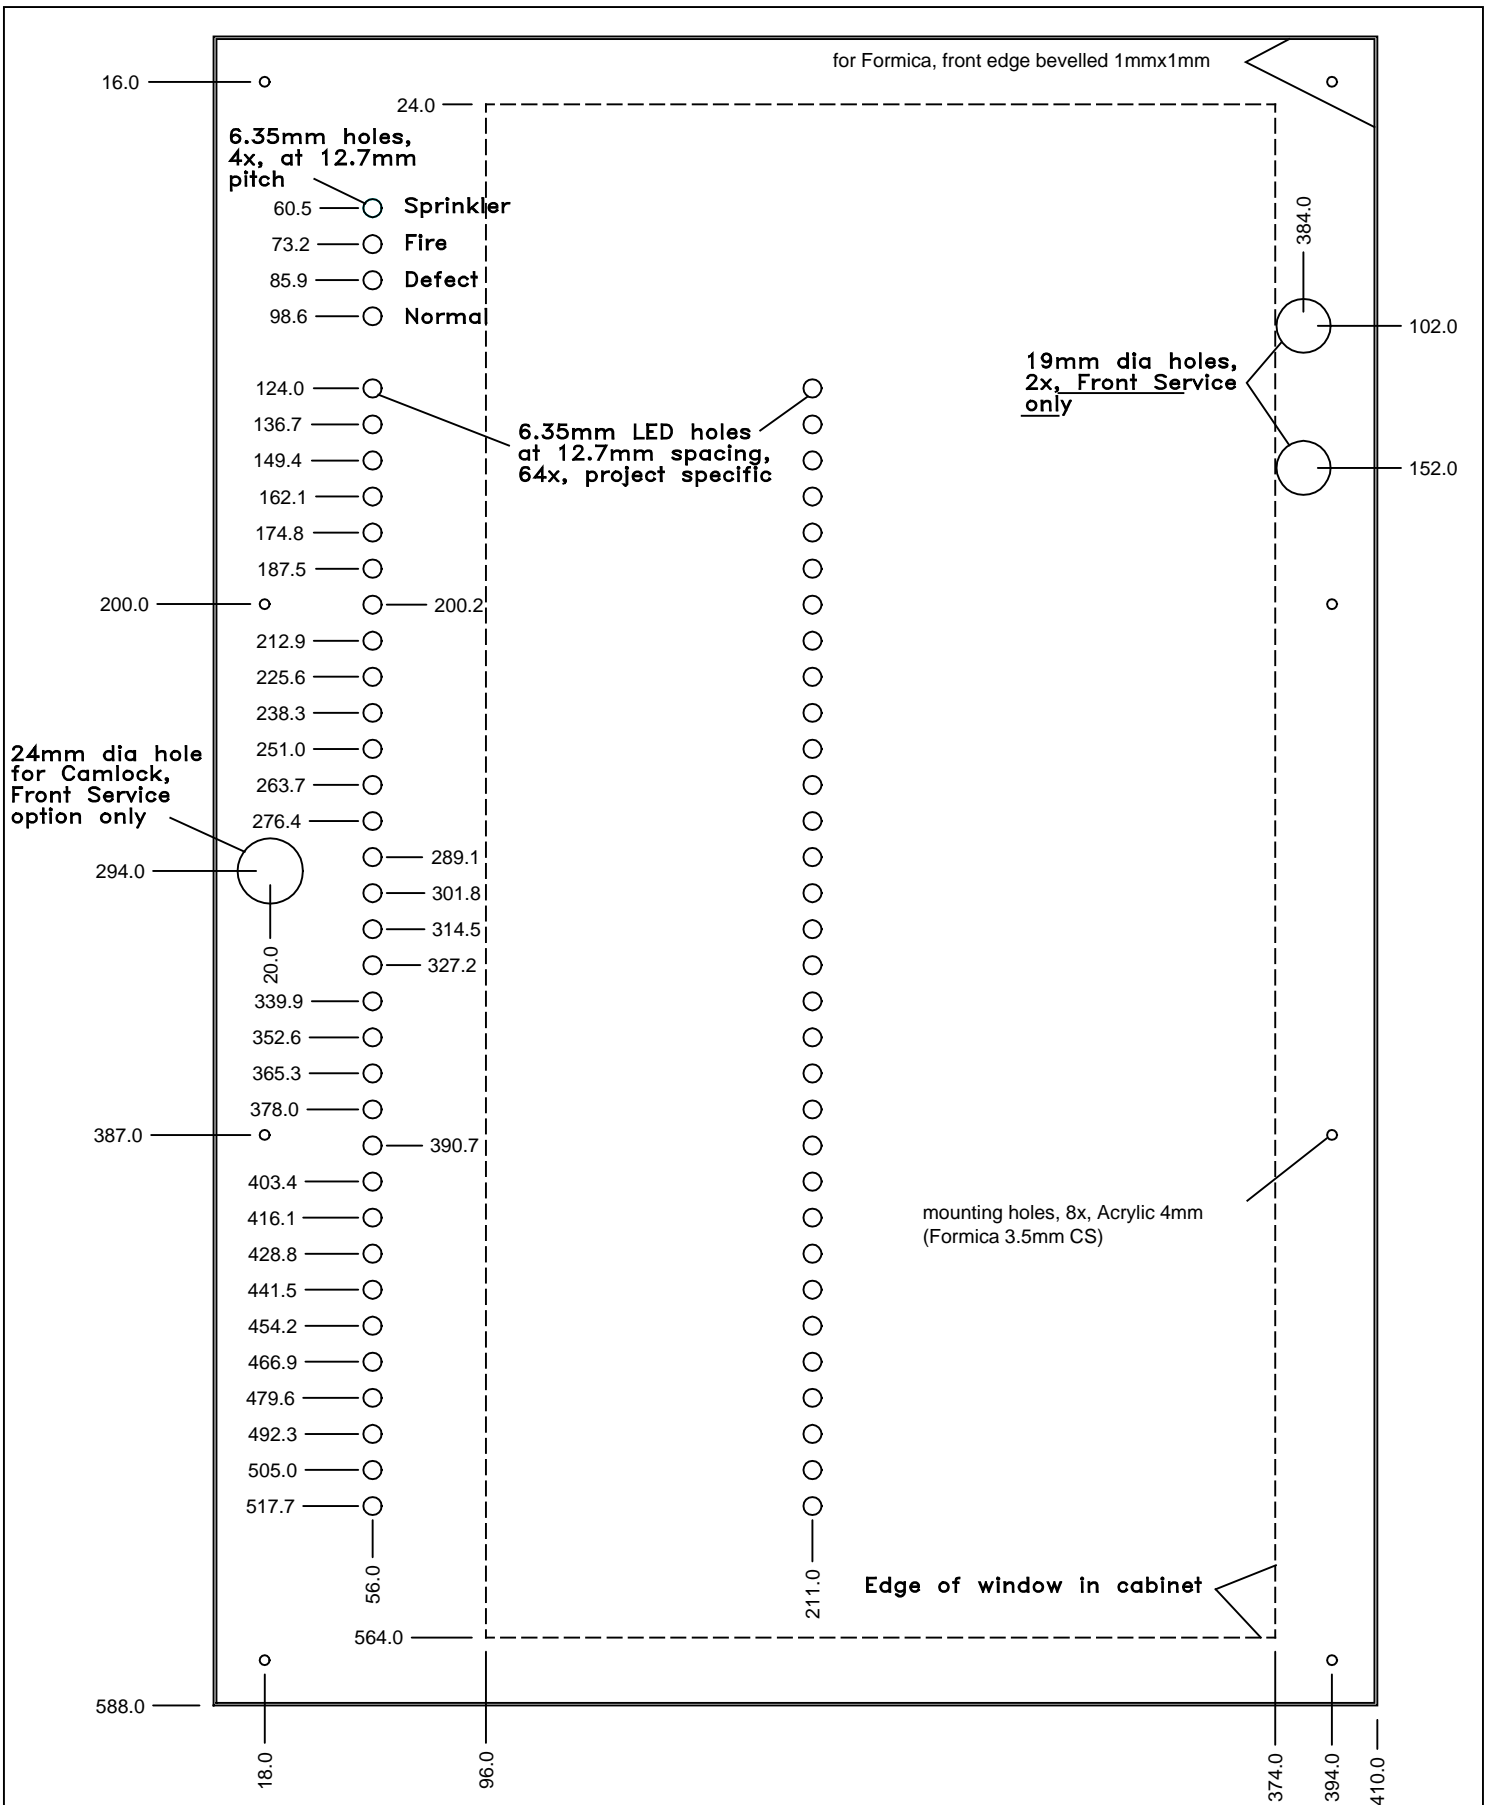 for Formica, front edge bevelled 1mmx1mm
16.0
24.0
6.35mm holes,
4x, at 12.7mm
pitch
60.5
Sprinkler
73.2
Fire
85.9
Defect
98.6
Normal
384.0
102.0
19mm dia holes,
2x, Front Service
only
152.0
124.0
136.7
149.4
162.1
174.8
187.5
6.35mm LED holes
at 12.7mm spacing,
64x, project specific
200.0
200.2
212.9
225.6
238.3
251.0
263.7
276.4
24mm dia hole
for Camlock,
Front Service
option only
294.0
20.0
289.1
301.8
314.5
327.2
339.9
352.6
365.3
378.0
387.0
390.7
403.4
416.1
428.8
441.5
454.2
466.9
479.6
492.3
505.0
517.7
mounting holes, 8x, Acrylic 4mm
(Formica 3.5mm CS)
56.0
211.0
Edge of window in cabinet
564.0
588.0
18.0
96.0
374.0
394.0
410.0